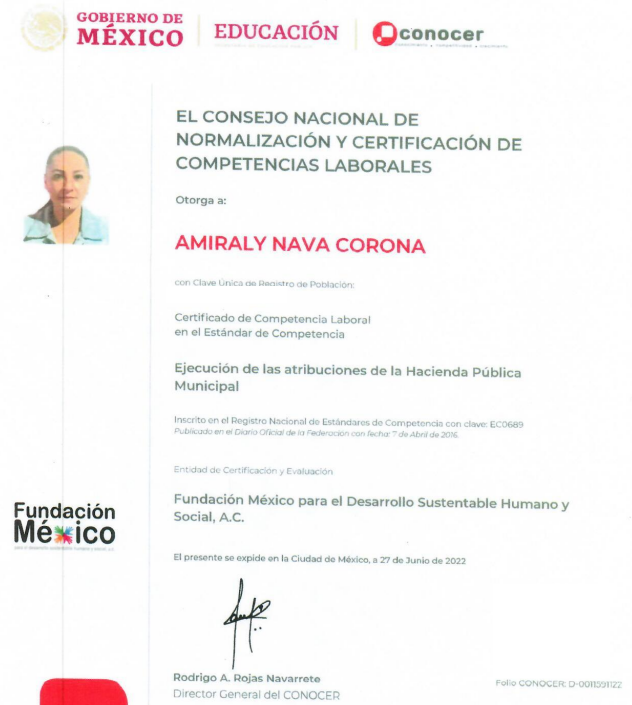 GOBIERNO DE
MÉXICO
EDUCACIÓN
conocer
EL CONSEJO NACIONAL DE
NORMALIZACIÓN Y CERTIFICACIÓN DE
COMPETENCIAS LABORALES
Otorga a:
AMIRALY NAVA CORONA
con Clave Única de Registro de Población:
Certificado de Competencia Laboral
en el Estándar de Competencia
Ejecución de las atribuciones de la Hacienda Pública
Municipal
Inscrito en el Registro Nacional de Estándares de Competencia con clave: EC0689
Publicado en el Diario Oficial de la Federación con fecha: 7 de Abril de 2016.
Entidad de Certificación y Evaluación
Fundación México para el Desarrollo Sustentable Humano y
Social, A.C.
Fundación
México
El presente se expide en la Ciudad de México, a 27 de Junio de 2022
Rodrigo A. Rojas Navarrete
Director General del CONOCER
Folio CONOCER: D-0011591122